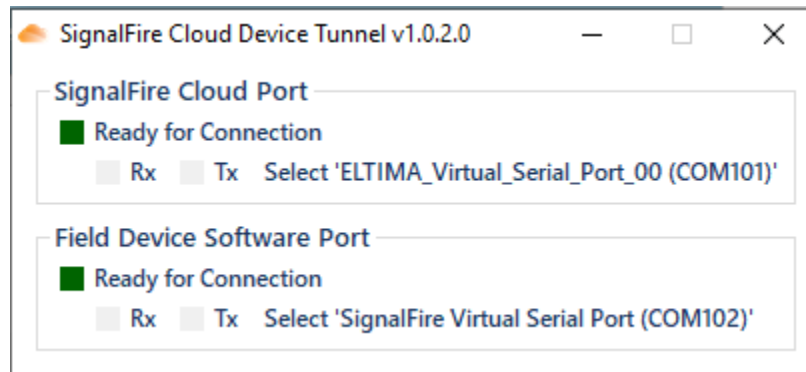 SignalFire Cloud Device Tunnel v1.0.2.0
SignalFire Cloud Port
Ready for Connection
Rx Tx Select 'ELTIMA_Virtual_Serial_Port_00 (COM101)'
Field Device Software Port
Ready for Connection
Rx Tx Select 'SignalFire Virtual Serial Port (COM102)'